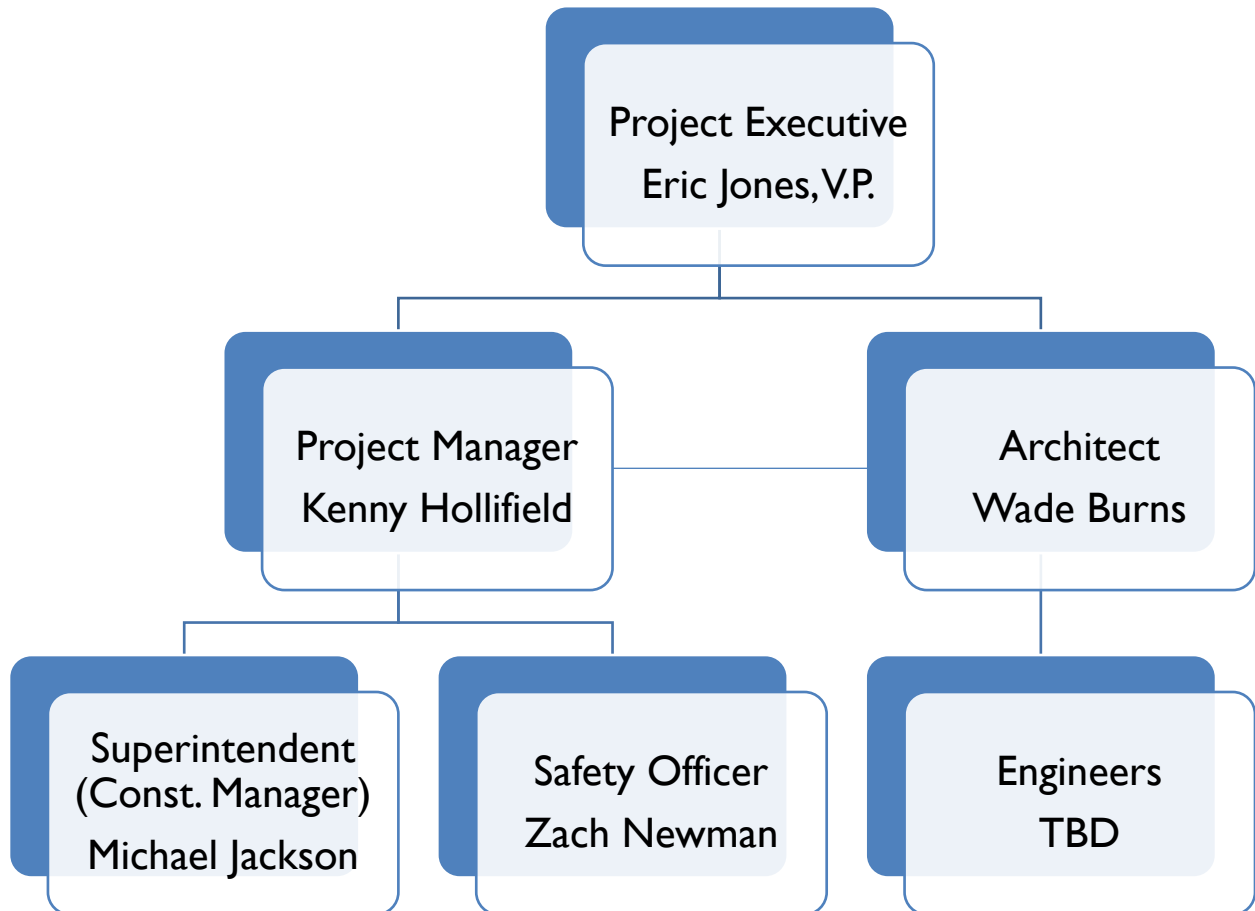 Project Executive
Eric Jones, V.P.
Project Manager
Kenny Hollifield
Architect
Wade Burns
Superintendent
(Const. Manager)
Michael Jackson
Safety Officer
Zach Newman
Engineers
TBD